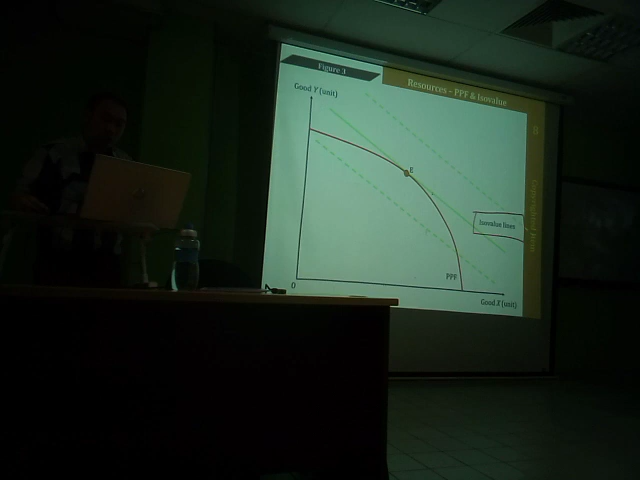 Figure 3
Resources – PPF & Isovalue
Good Y (unit)
E
Isovalue lines
PPF
0
Good X (unit)